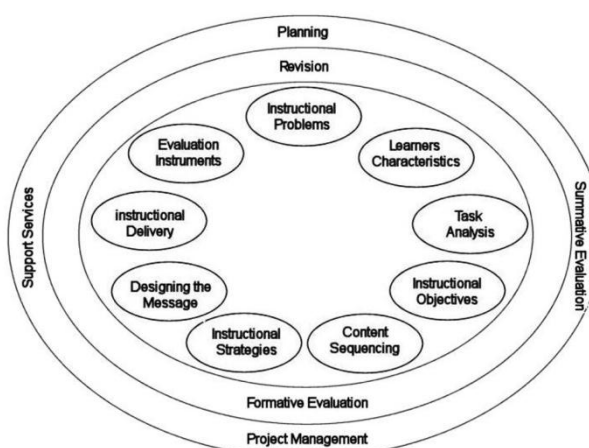 Planning
Revision
Instructional
Problems
Evaluation
Instruments
Learners
Characteristics
instructional
Delivery
Task
Analysis
Support Services
Summative Evaluation
Designing the
Message
Instructional
Objectives
Instructional
Strategies
Content
Sequencing
Formative Evaluation
Project Management